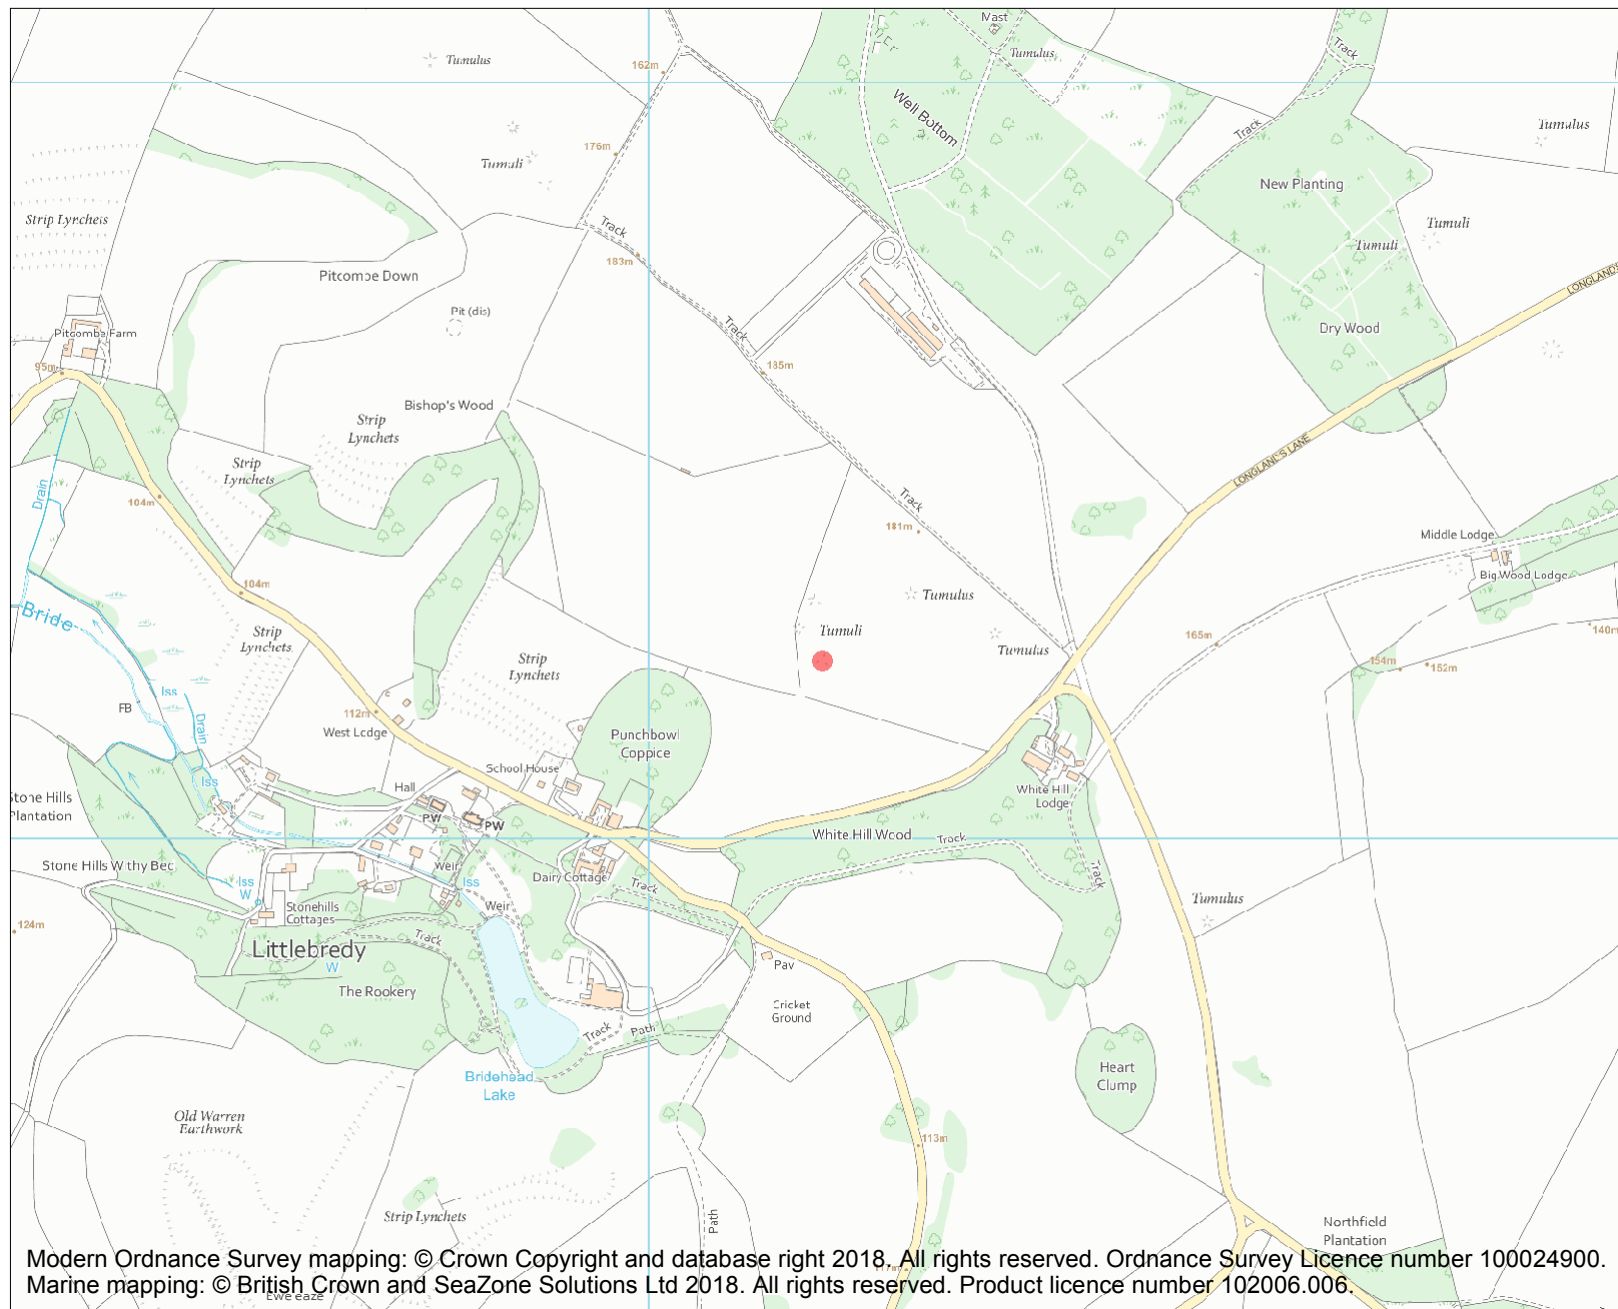 Mast
Tumulus
Tumulus
162m
Track
Well Bottom
Track
Tumulus
176m
Tumuli
New Planting
Strip Lynchets
Track
Tumuli
Tumuli
183m
Pitcombe Down
LONGLANDS
Pit (dis)
Track
Dry Wood
Pitcombe Farm
95m
185m
Bishop's Wood
Strip
Lynchets
LONGLAND'S LANE
Strip
Lynchets
Drain
104m
Track
181m
Middle Lodge
Big Wood Lodge
104m
Tumulus
Bride
Strip
Lynchets
Tumuli
Tumulus
165m
140m
Strip
Lynchets
154m
152m
Iss
FB
Drain
112m
West Lodge
Punchbowl
Coppice
School House
Iss
Hall
White Hill
Lodge
Stone Hills
Plantation
PW
PW
White Hill Wood
Track
Stone Hills Withy Bed
Weir
Iss
W
Iss
Dairy Cottage
Track
Track
Tumulus
Stonehills
Cottages
Weir
124m
Littlebredy
Track
W
Pav
The Rookery
Cricket
Ground
Track
Path
Bridehead
Lake
Heart
Clump
Old Warren
Earthwork
113m
Strip Lynchets
Path
Northfield
Plantation
Modern Ordnance Survey mapping: © Crown Copyright and database right 2018. All rights reserved. Ordnance Survey Licence number 100024900.
Marine mapping: © British Crown and SeaZone Solutions Ltd 2018. All rights reserved. Product licence number 102006.006.
Ewe eaze